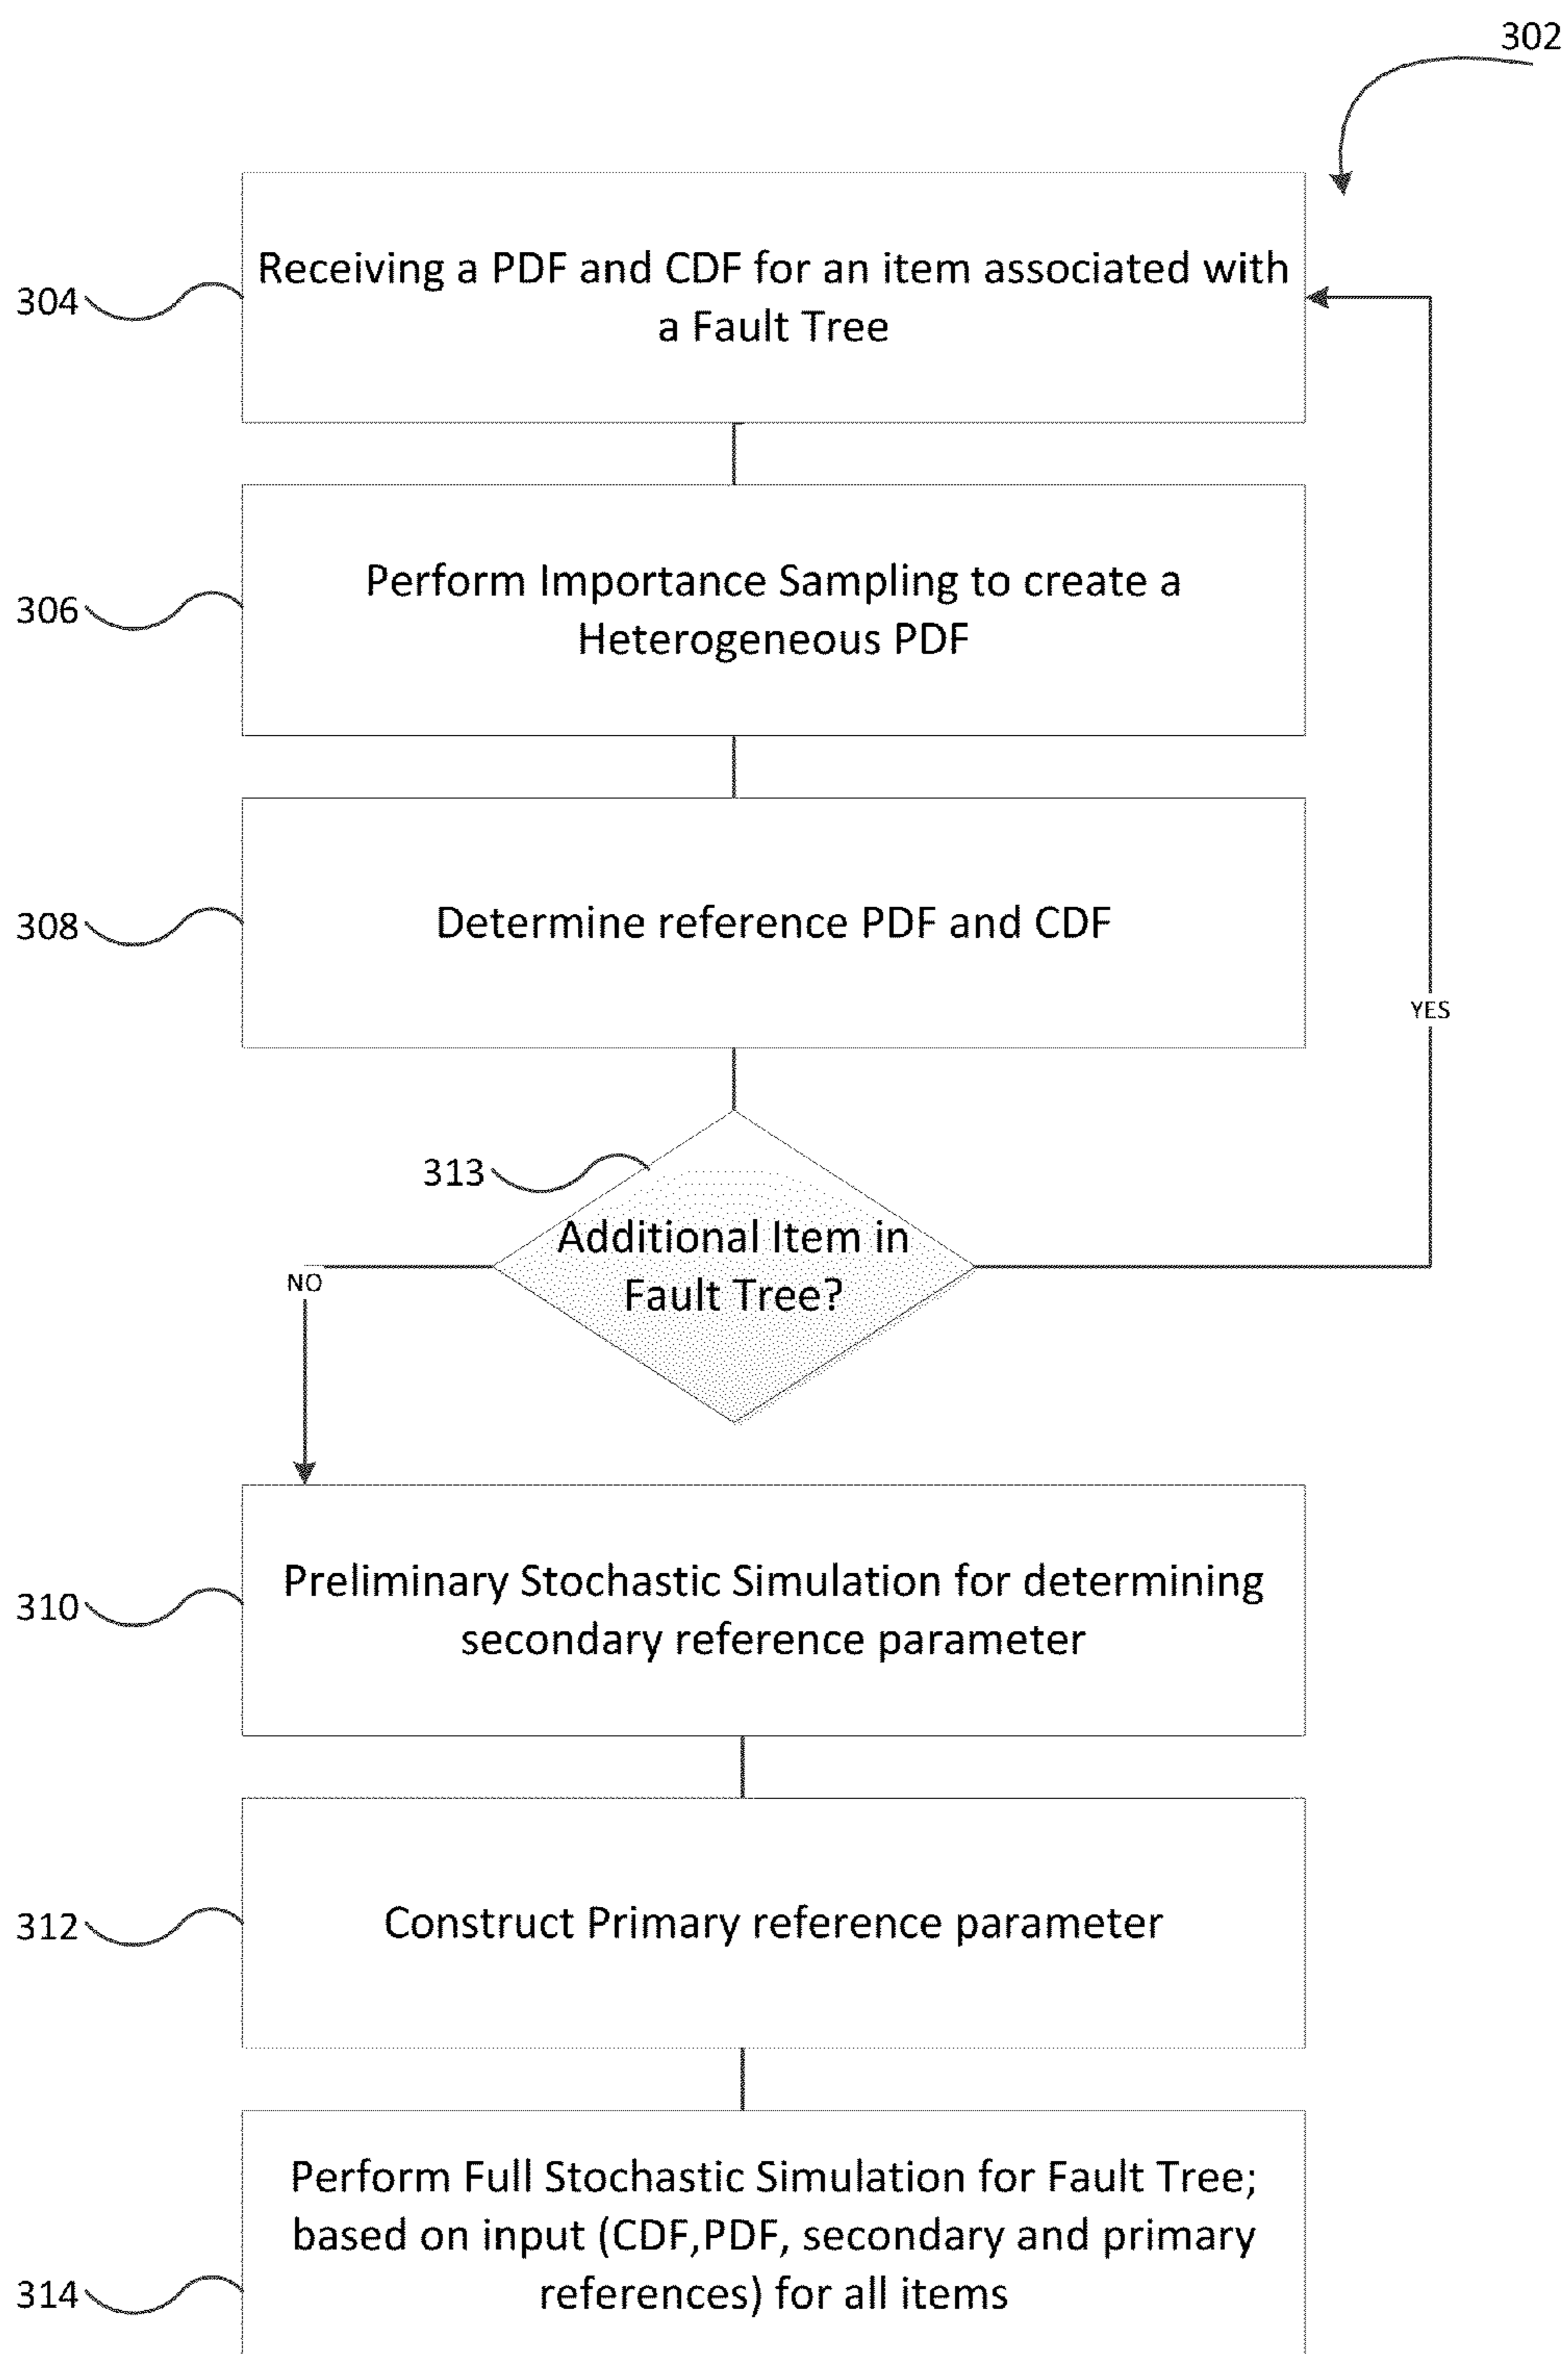 302
Receiving a PDF and CDF for an item associated with
a Fault Tree
304
Perform Importance Sampling to create a
Heterogeneous PDF
306
Determine reference PDF and CDF
308
YES
313
Additional Item in
Fault Tree?
NO
Preliminary Stochastic Simulation for determining
secondary reference parameter
310
Construct Primary reference parameter
312
Perform Full Stochastic Simulation for Fault Tree;
based on input (CDF,PDF, secondary and primary
references) for all items
314